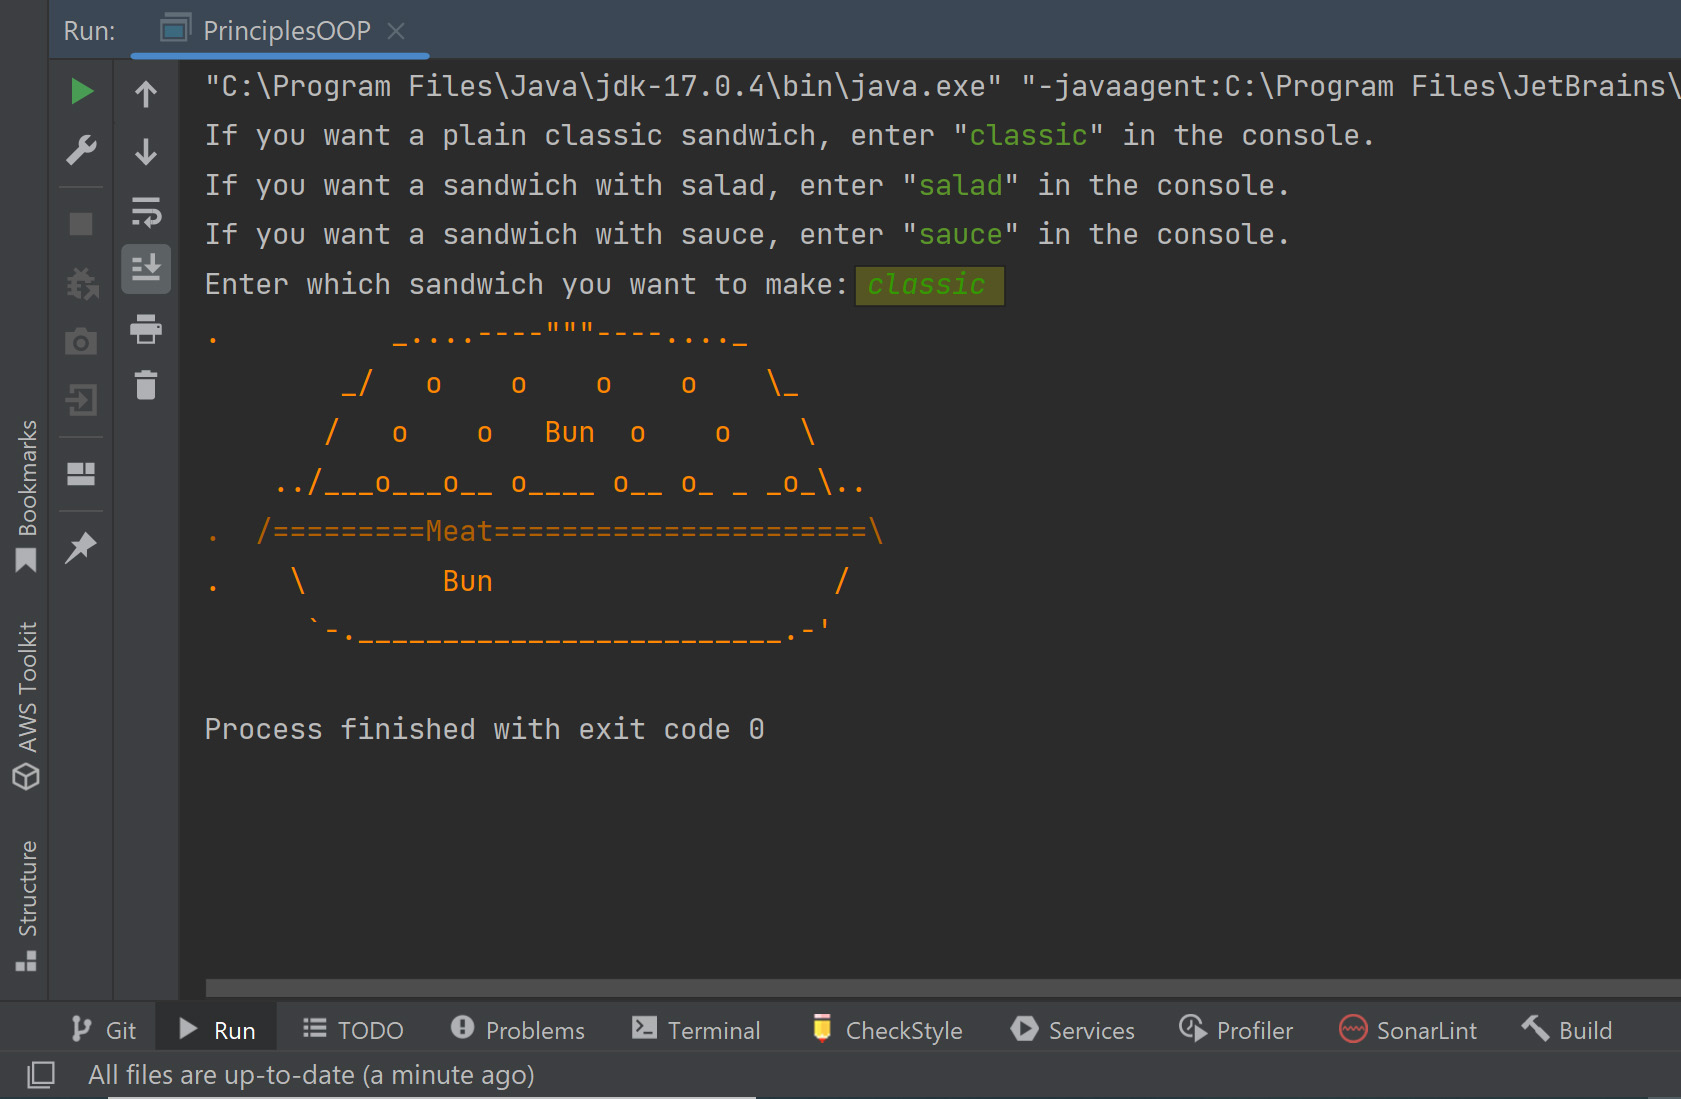 Run: PrinciplesOOP
"C:\Program Files\Java\jdk-17.0.4\bin\java.exe" "-javaagent:C:\Program Files\JetBrains\
If you want a plain classic sandwich, enter "classic" in the console.
If you want a sandwich with salad, enter "salad" in the console.
If you want a sandwich with sauce, enter "sauce" in the console.
Enter which sandwich you want to make: classic
.          _....----"""----...._
        _/   o    o    o    o    \_
       /   o    o   Bun  o    o    \
    ../___o___o__ o____ o__ o_ _ _o_\..
.  /=========Meat======================\
.    \        Bun                    /
      `-._________________________.-'
Process finished with exit code 0
Bookmarks
AWS Toolkit
Structure
Git Run TODO Problems Terminal CheckStyle Services Profiler SonarLint Build
All files are up-to-date (a minute ago)